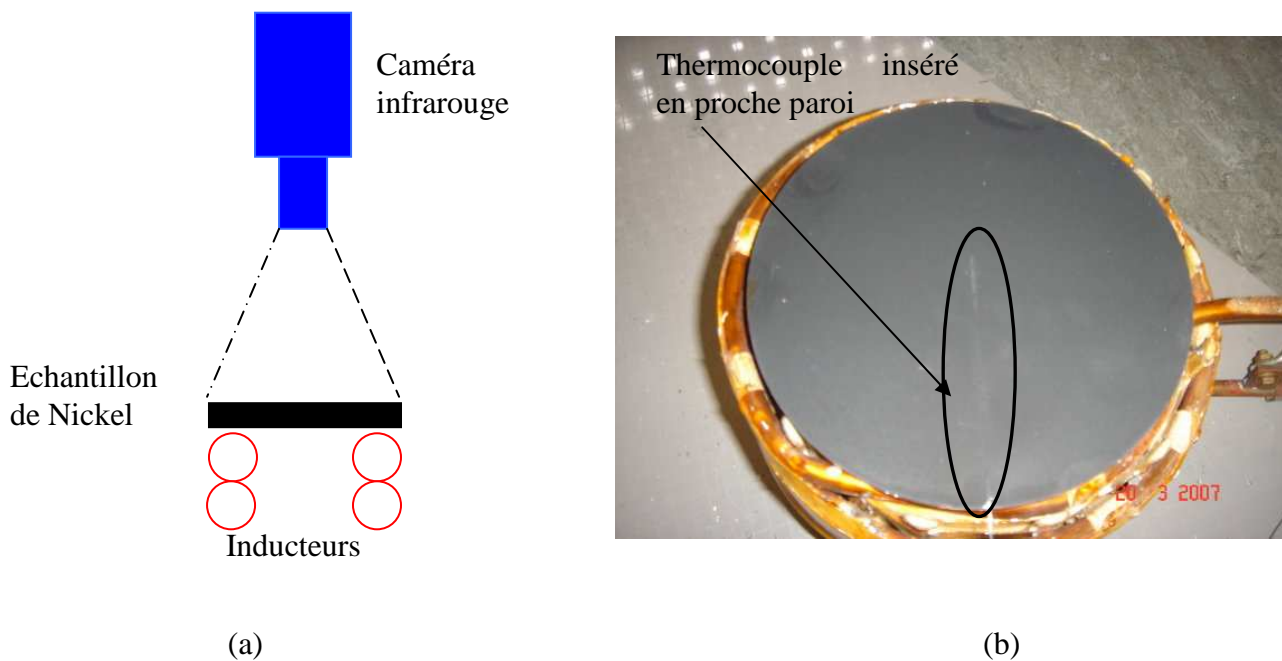 Caméra
infrarouge
Echantillon
de Nickel
Inducteurs
(a)
Thermocouple inséré
en proche paroi
20 3 2007
(b)